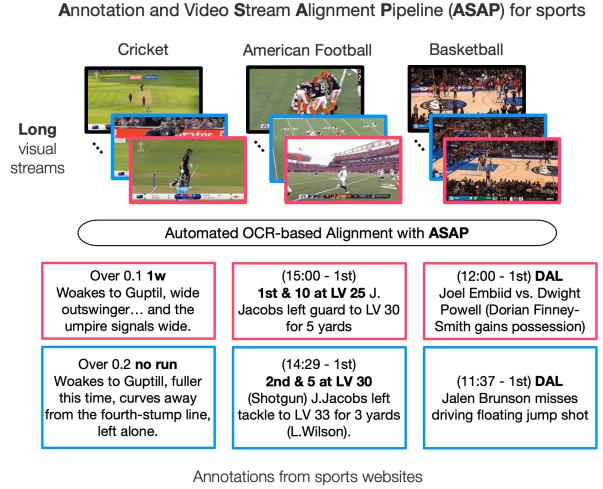 Annotation and Video Stream Alignment Pipeline (ASAP) for sports
Cricket
American Football
Basketball
Long
visual
streams
Automated OCR-based Alignment with ASAP
Over 0.1 1w
Woakes to Guptil, wide
outswinger… and the
umpire signals wide.
(15:00 - 1st)
1st & 10 at LV 25 J.
Jacobs left guard to LV 30
for 5 yards
(12:00 - 1st) DAL
Joel Embiid vs. Dwight
Powell (Dorian Finney-
Smith gains possession)
Over 0.2 no run
Woakes to Guptill, fuller
this time, curves away
from the fourth-stump line,
left alone.
(14:29 - 1st)
2nd & 5 at LV 30
(Shotgun) J.Jacobs left
tackle to LV 33 for 3 yards
(L.Wilson).
(11:37 - 1st) DAL
Jalen Brunson misses
driving floating jump shot
Annotations from sports websites